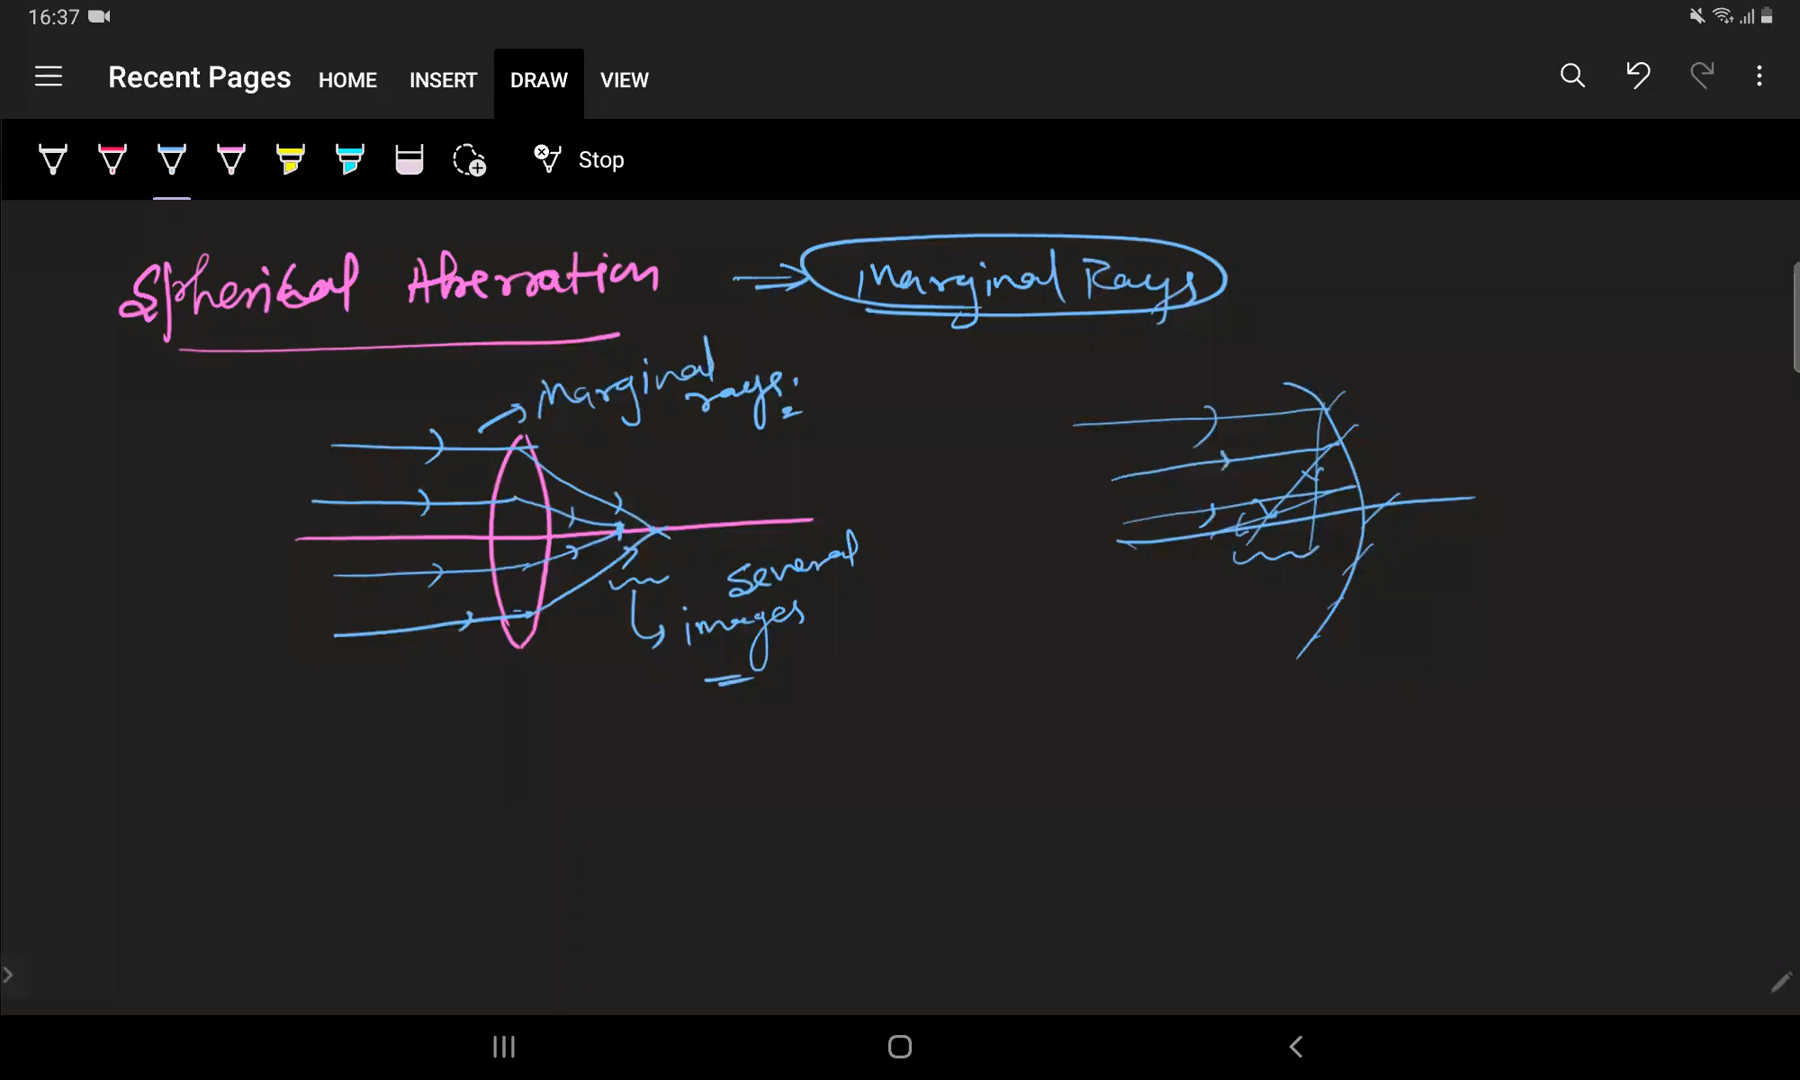 16:37
Recent Pages HOME INSERT DRAW VIEW
Stop
Spherical Aberration ⇒ Marginal Rays
Marginal
rays.
several
images